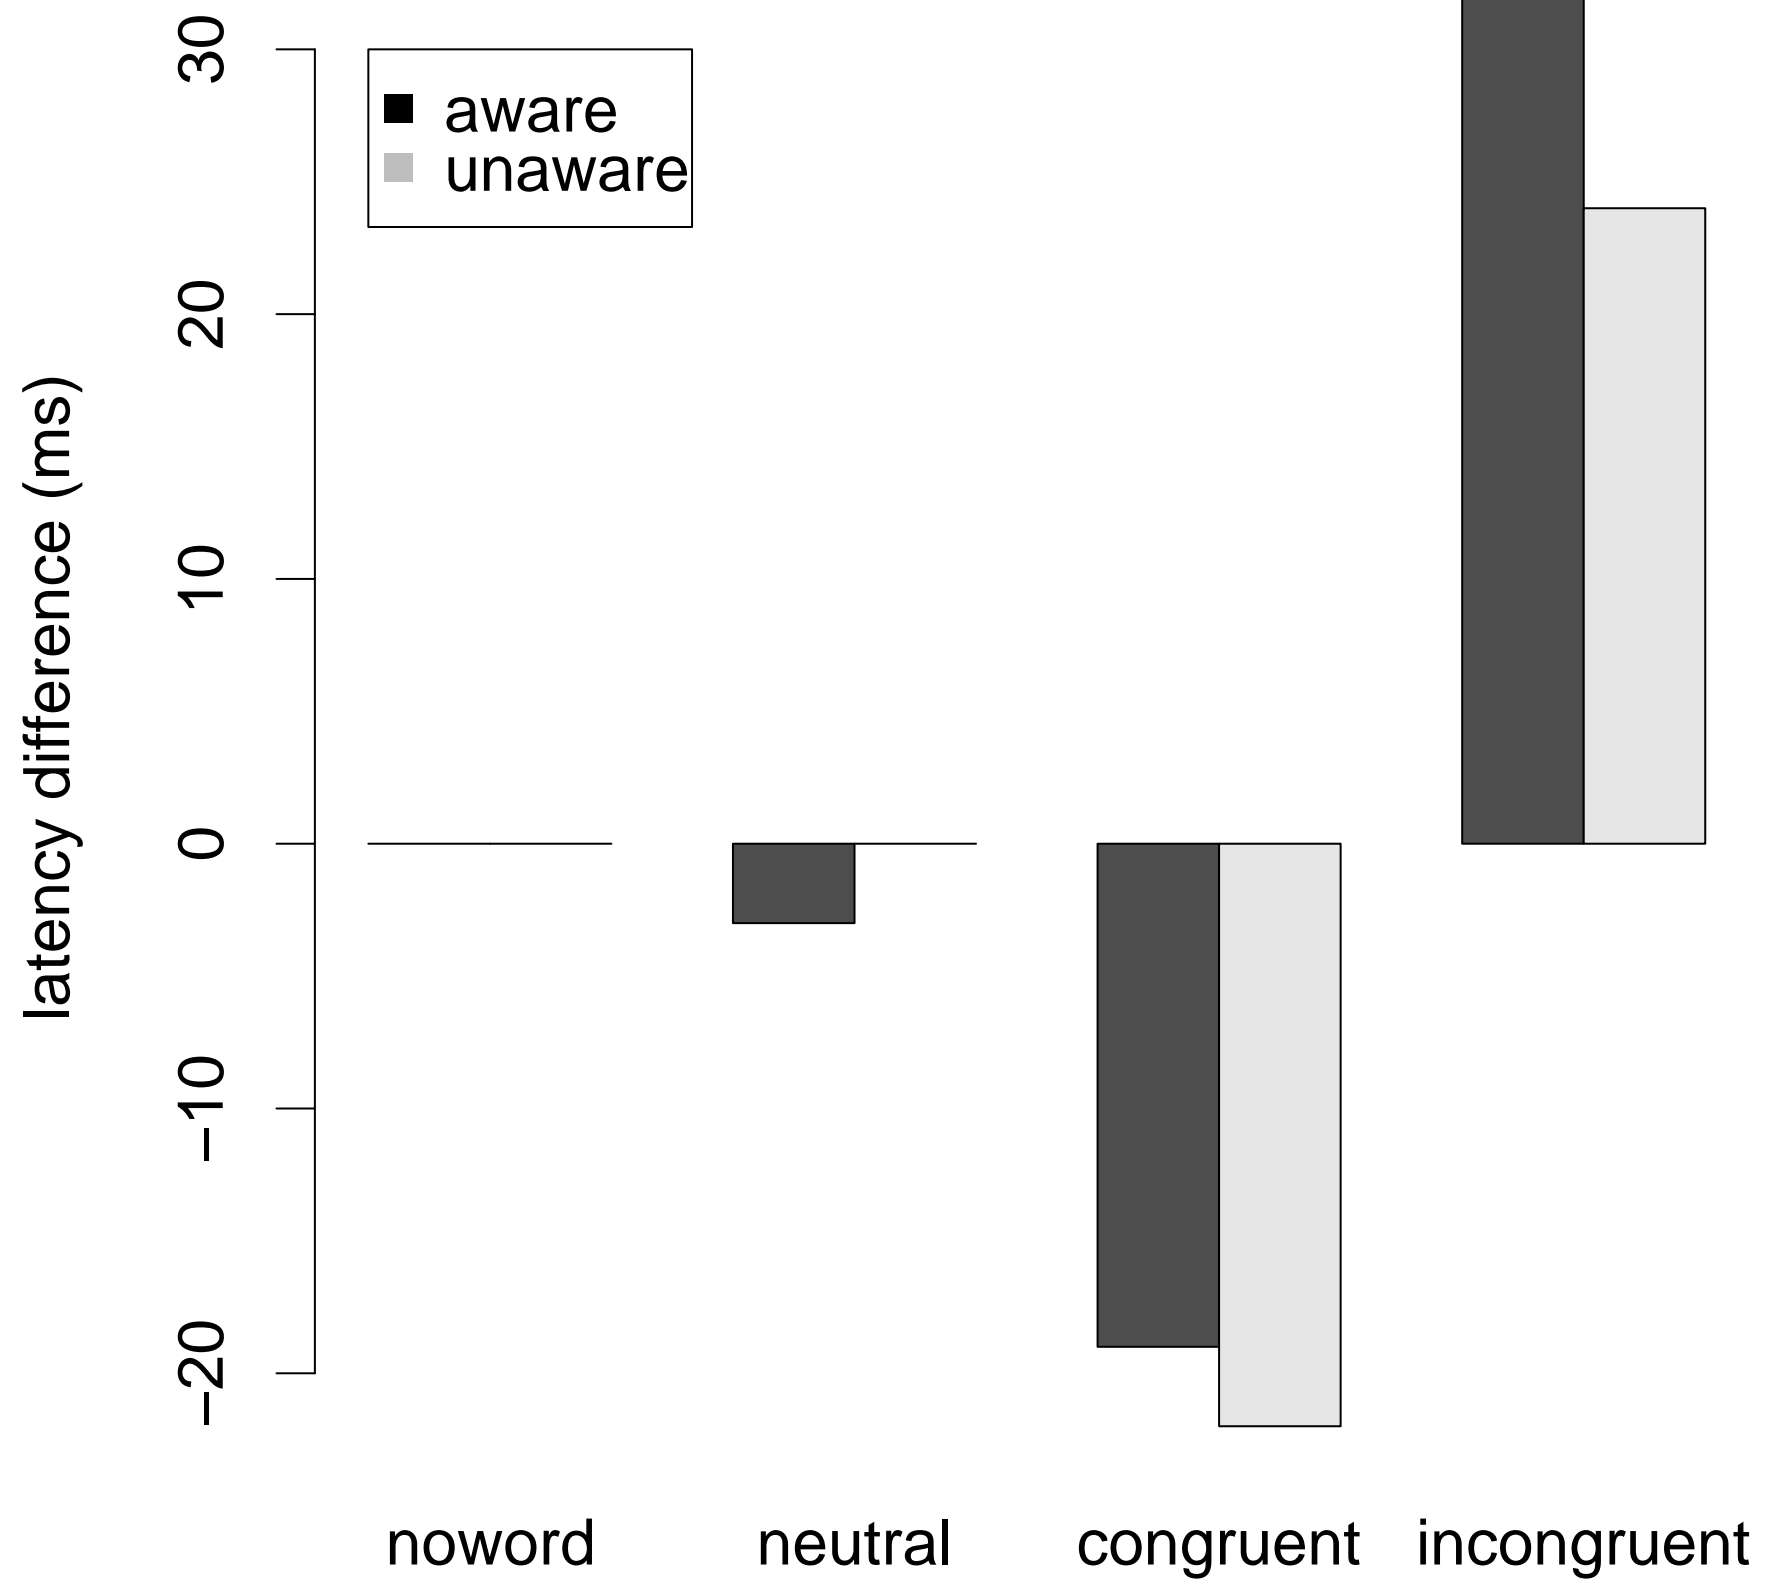 30
20
10
0
−10
−20
latency difference (ms)
aware
unaware
noword
neutral
congruent
incongruent